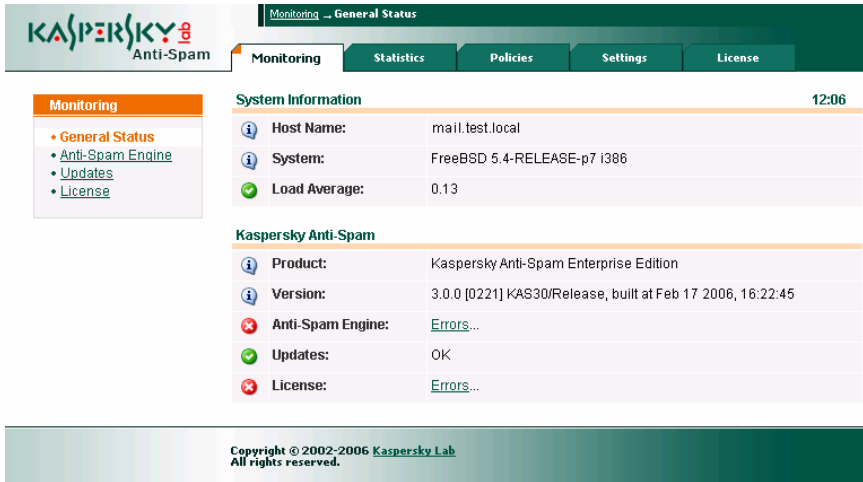 Monitoring → General Status
KASPERSKY lab
Anti-Spam
Monitoring Statistics Policies Settings License
Monitoring
• General Status
• Anti-Spam Engine
• Updates
• License
System Information 12:06
Host Name: mail.test.local
System: FreeBSD 5.4-RELEASE-p7 i386
Load Average: 0.13
Kaspersky Anti-Spam
Product: Kaspersky Anti-Spam Enterprise Edition
Version: 3.0.0 [0221] KAS30/Release, built at Feb 17 2006, 16:22:45
Anti-Spam Engine: Errors...
Updates: OK
License: Errors...
Copyright © 2002-2006 Kaspersky Lab
All rights reserved.